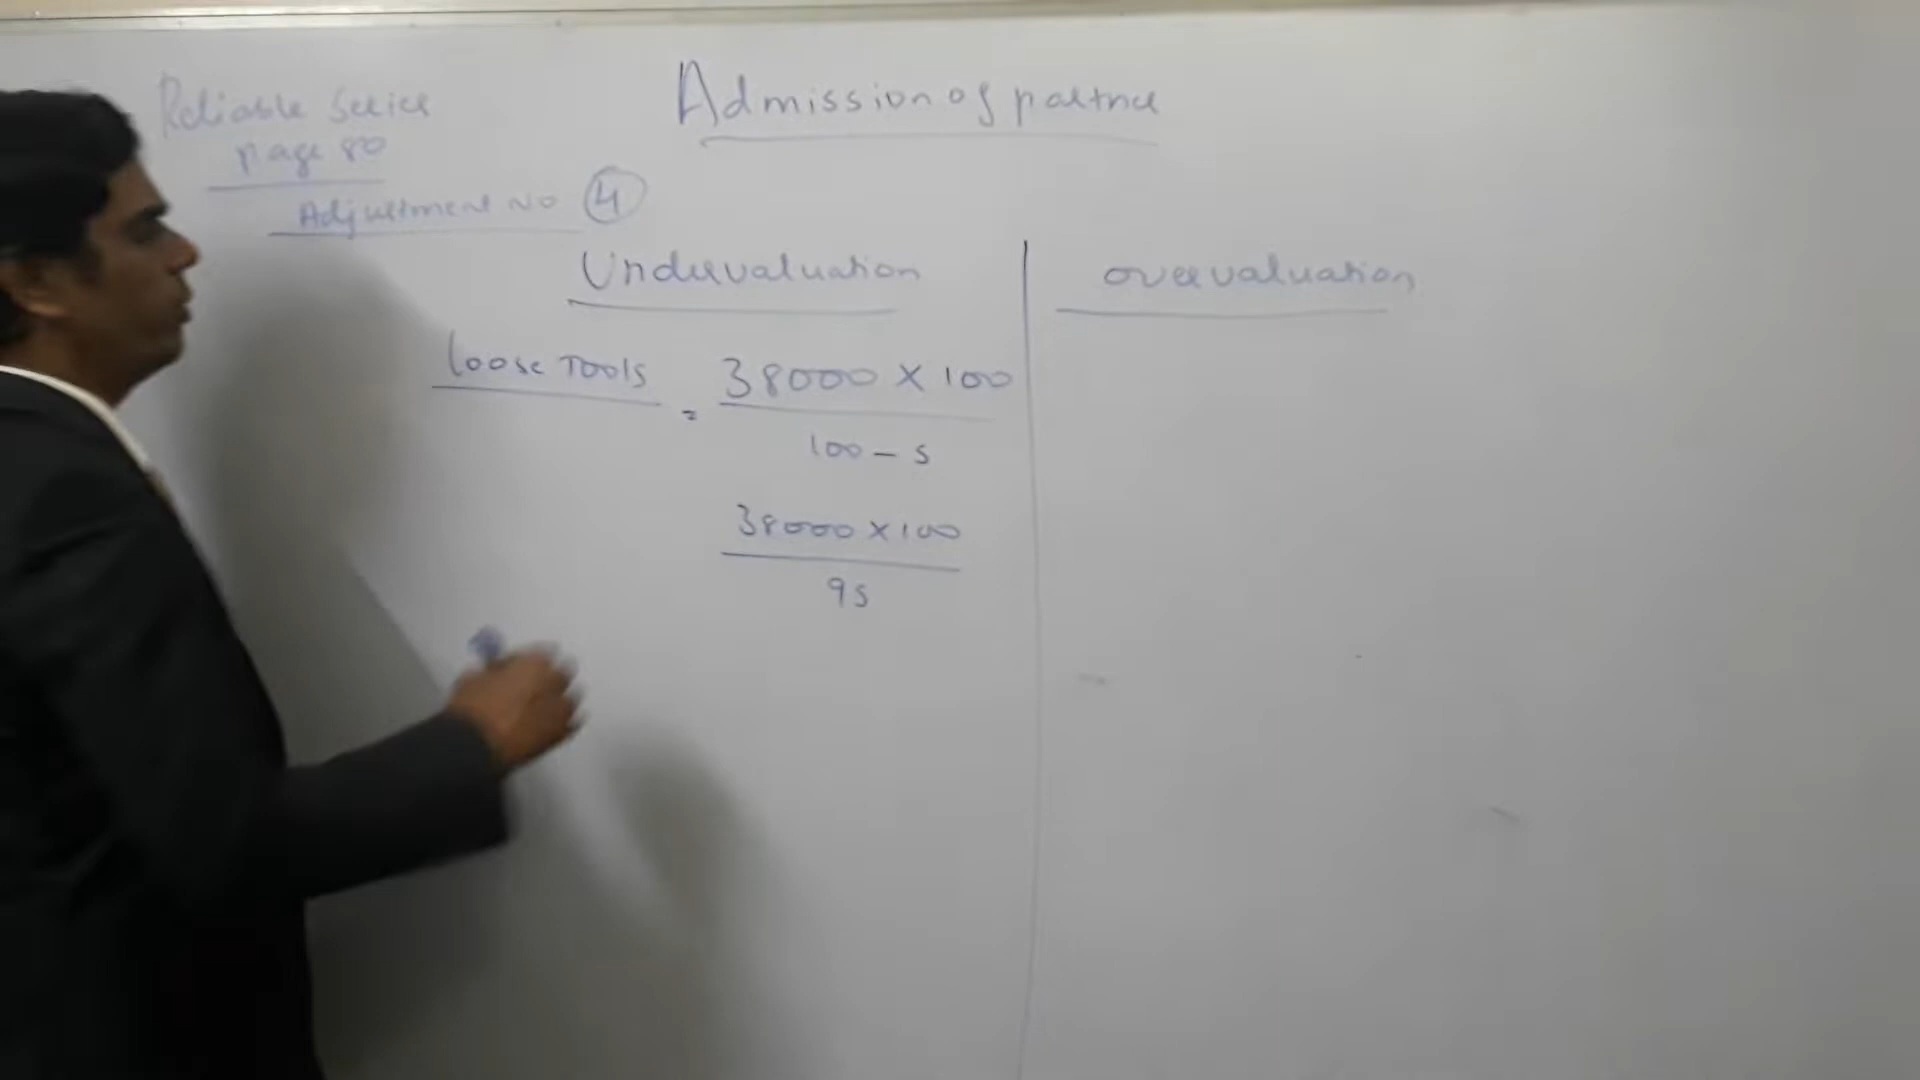 Admission of partner
Reliable Series
page 80
Adjustment No 4
Undervaluation
overvaluation
loose Tools = 38000 X 100
100 - 5
38000 x 100
95